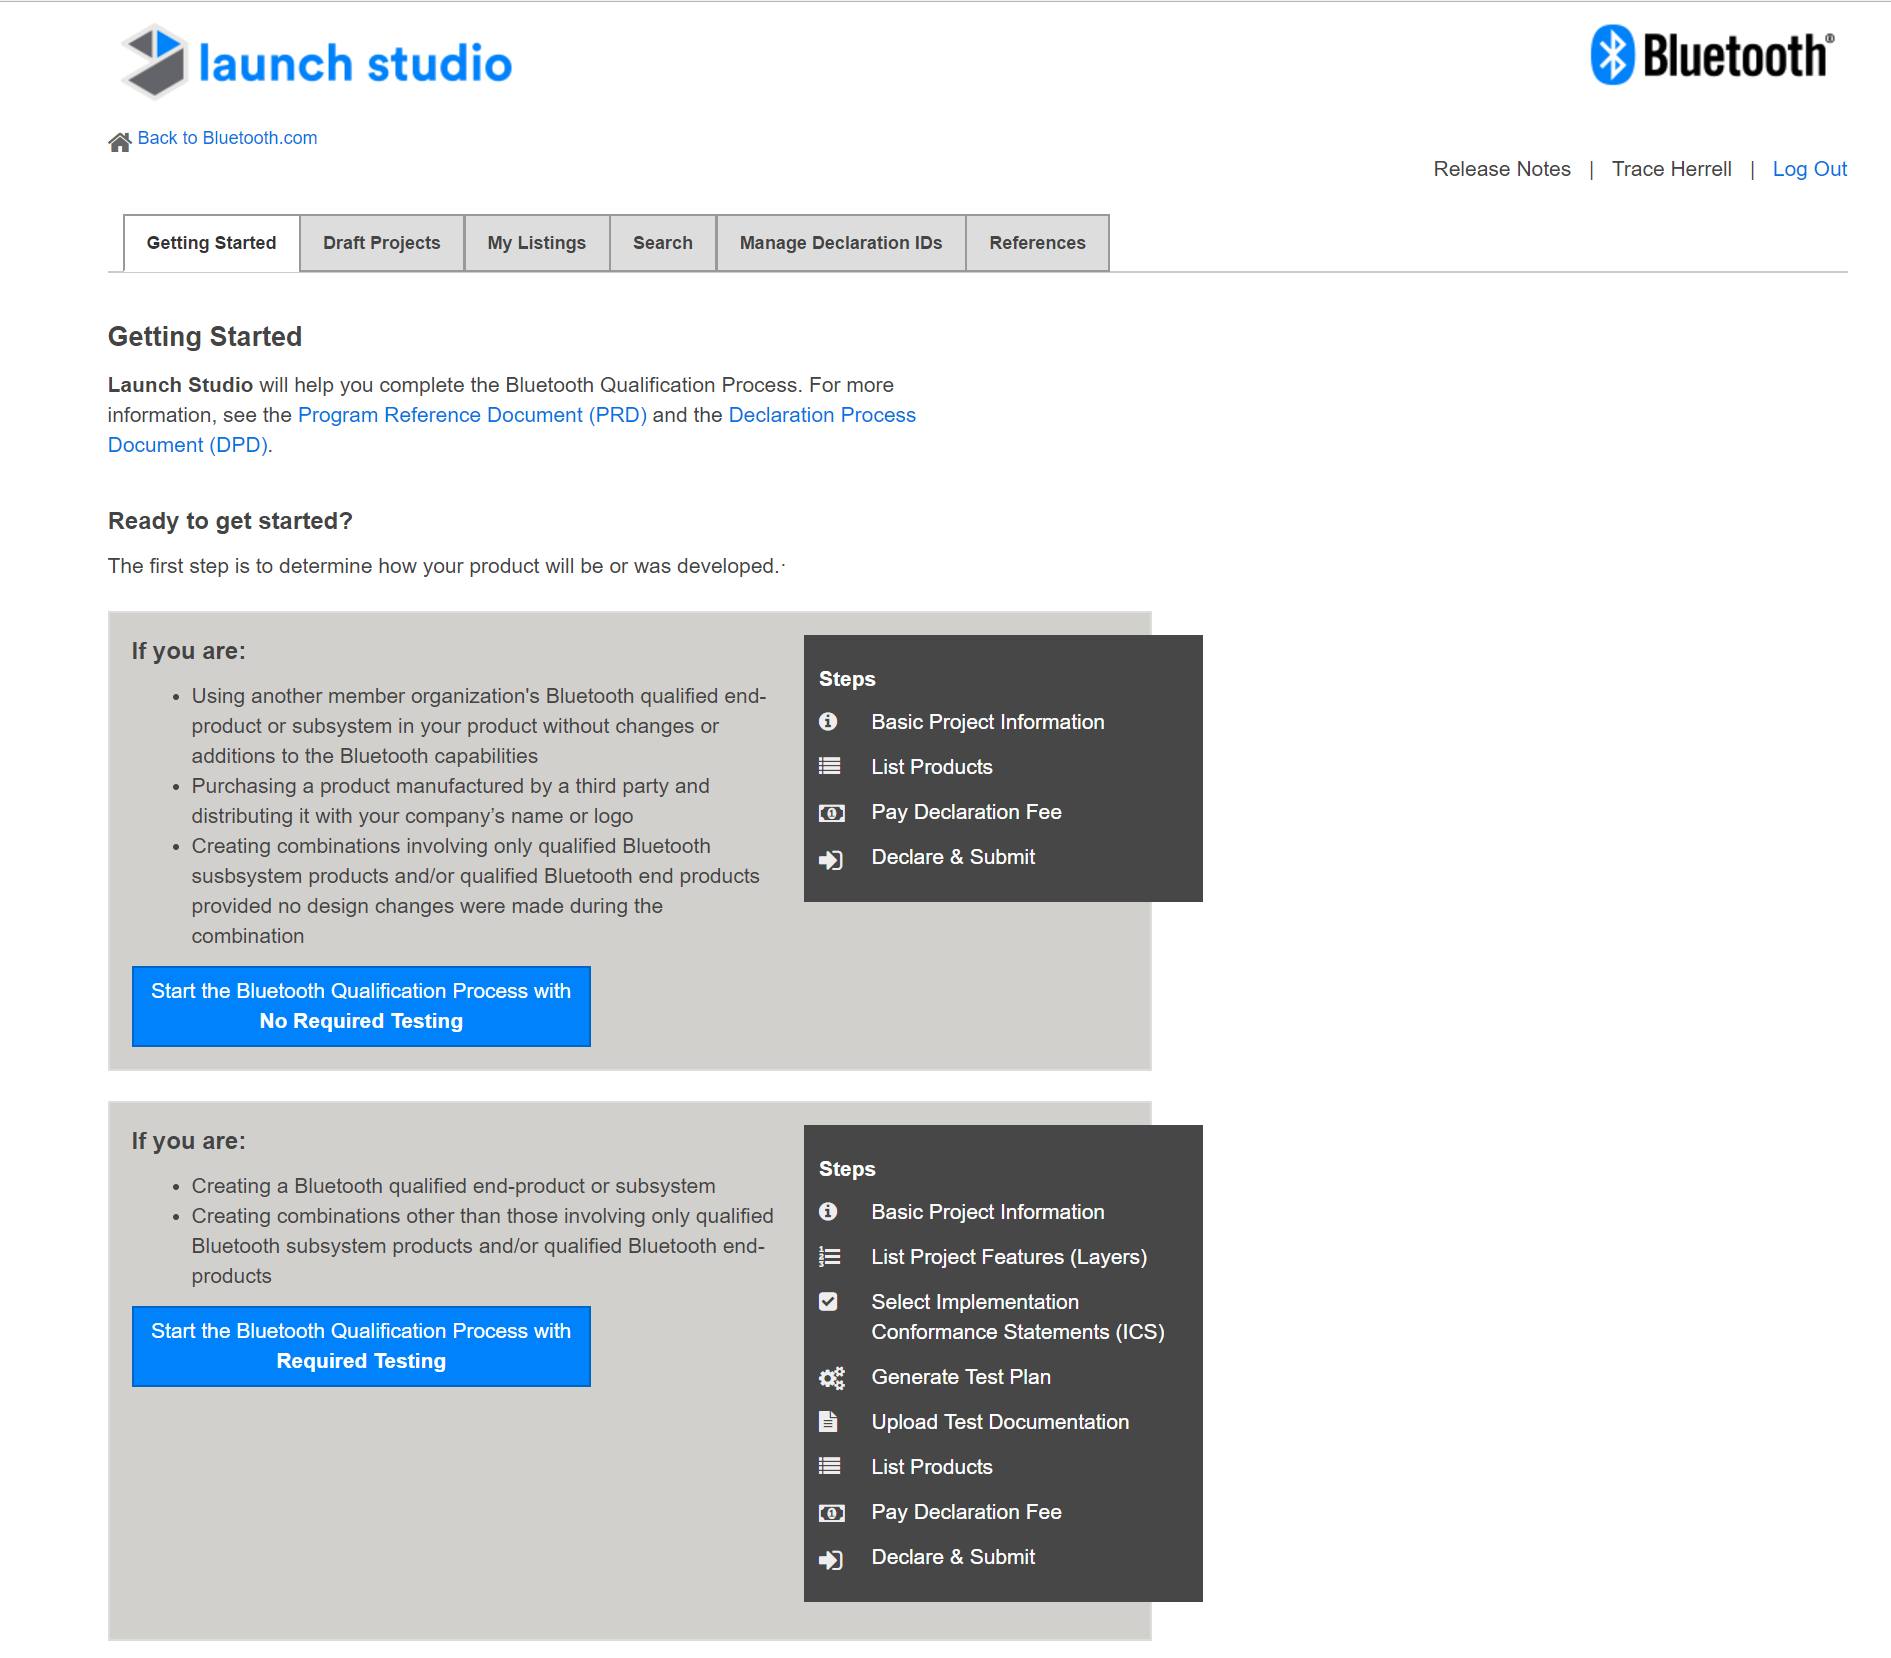 launch studio
Bluetooth®
Back to Bluetooth.com
Release Notes | Trace Herrell | Log Out
Getting Started
Draft Projects
My Listings
Search
Manage Declaration IDs
References
Getting Started
Launch Studio will help you complete the Bluetooth Qualification Process. For more
information, see the Program Reference Document (PRD) and the Declaration Process
Document (DPD).
Ready to get started?
The first step is to determine how your product will be or was developed.·
If you are:
• Using another member organization's Bluetooth qualified end-
product or subsystem in your product without changes or
additions to the Bluetooth capabilities
• Purchasing a product manufactured by a third party and
distributing it with your company’s name or logo
• Creating combinations involving only qualified Bluetooth
susbsystem products and/or qualified Bluetooth end products
provided no design changes were made during the
combination
Start the Bluetooth Qualification Process with
No Required Testing
Steps
Basic Project Information
List Products
Pay Declaration Fee
Declare & Submit
If you are:
• Creating a Bluetooth qualified end-product or subsystem
• Creating combinations other than those involving only qualified
Bluetooth subsystem products and/or qualified Bluetooth end-
products
Start the Bluetooth Qualification Process with
Required Testing
Steps
Basic Project Information
List Project Features (Layers)
Select Implementation
Conformance Statements (ICS)
Generate Test Plan
Upload Test Documentation
List Products
Pay Declaration Fee
Declare & Submit